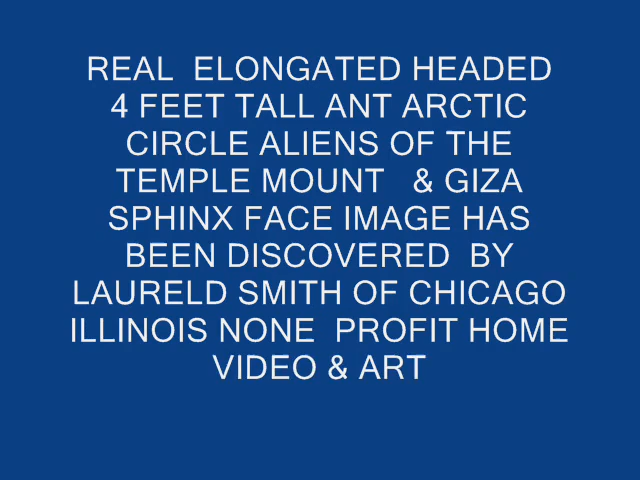 REAL  ELONGATED HEADED
4 FEET TALL ANT ARCTIC
CIRCLE ALIENS OF THE
TEMPLE MOUNT   & GIZA
SPHINX FACE IMAGE HAS
BEEN DISCOVERED  BY
LAURELD SMITH OF CHICAGO
ILLINOIS NONE  PROFIT HOME
VIDEO & ART